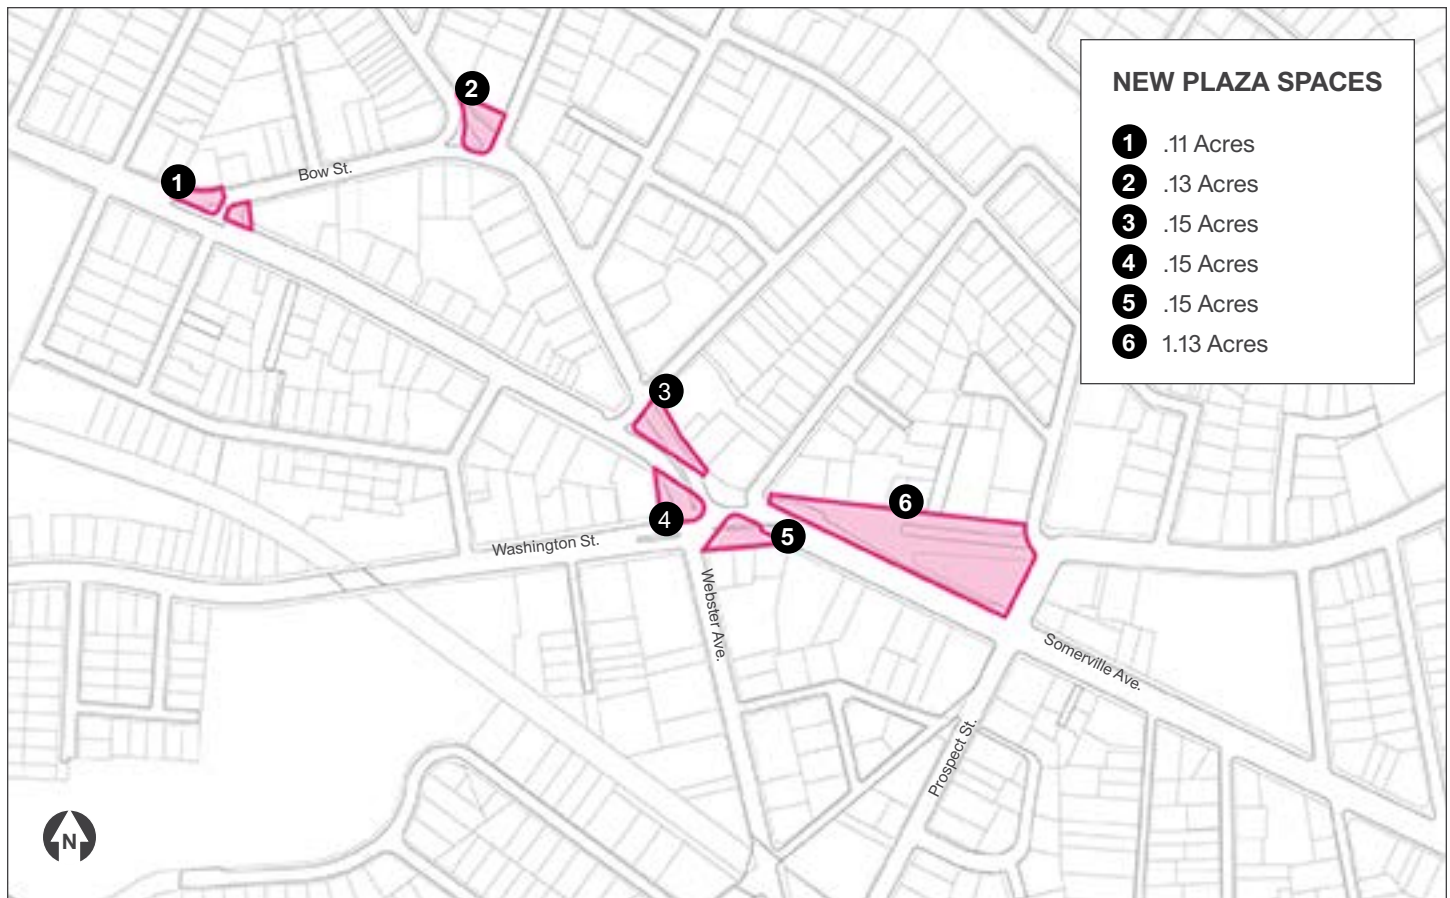 NEW PLAZA SPACES
1 .11 Acres
2 .13 Acres
3 .15 Acres
4 .15 Acres
5 .15 Acres
6 1.13 Acres
2
1
Bow St.
3
6
4
5
Washington St.
Webster Ave.
Somerville Ave.
Prospect St.
N